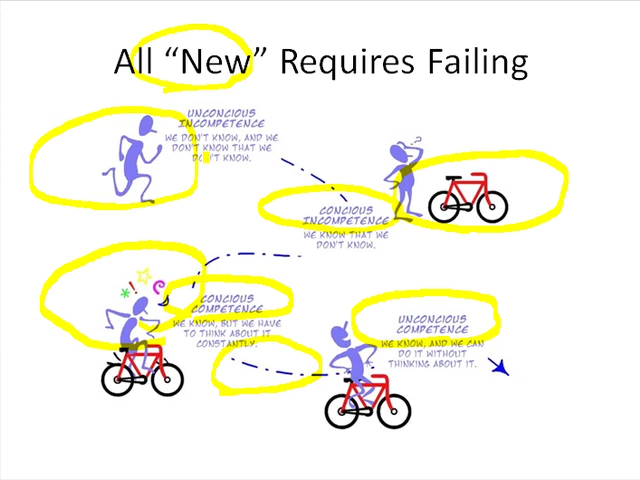 All “New” Requires Failing
UNCONCIOUS
INCOMPETENCE
WE DON'T KNOW, AND WE
DON'T KNOW THAT WE
DON'T KNOW.
?
CONCIOUS
INCOMPETENCE
WE KNOW THAT WE
DON'T KNOW.
*!
CONCIOUS
COMPETENCE
WE KNOW, BUT WE HAVE
TO THINK ABOUT IT
CONSTANTLY.
UNCONCIOUS
COMPETENCE
WE KNOW, AND WE CAN
DO IT WITHOUT
THINKING ABOUT IT.